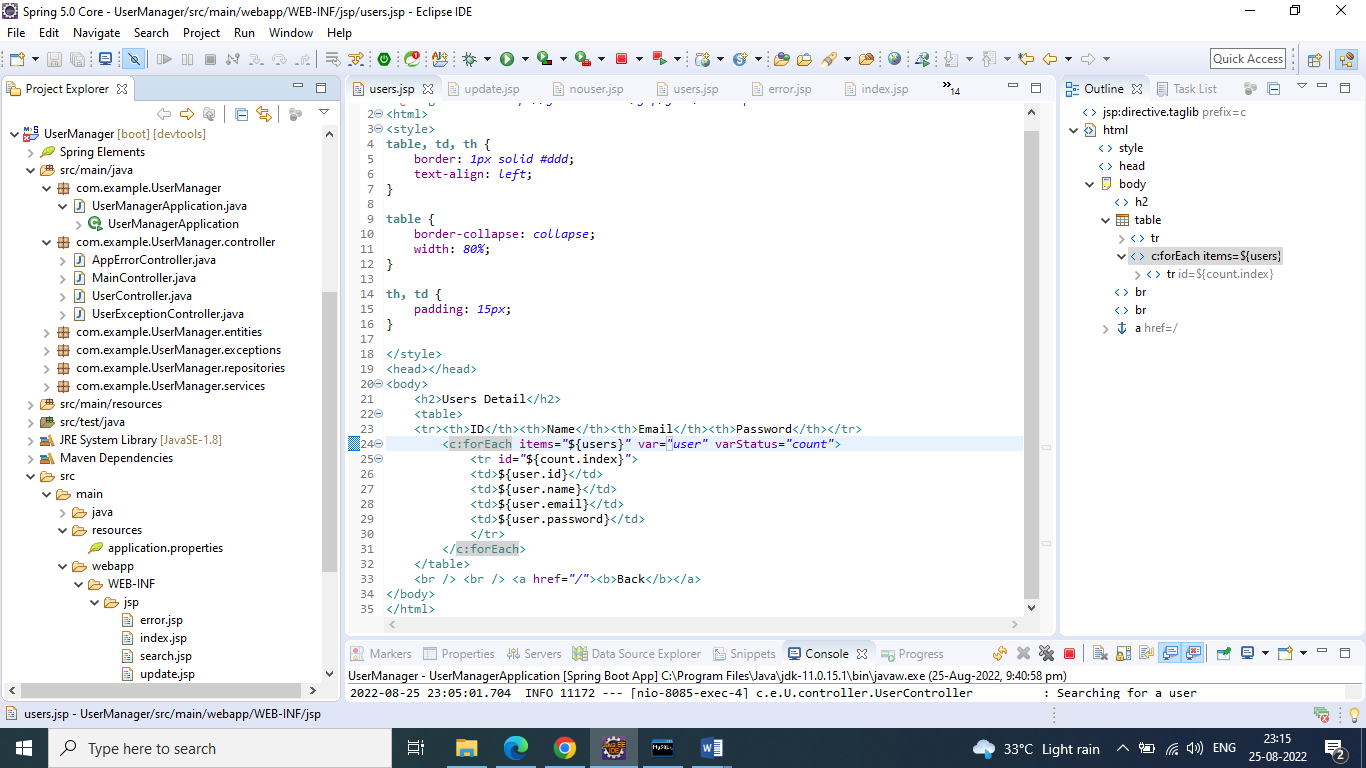 Spring 5.0 Core - UserManager/src/main/webapp/WEB-INF/jsp/users.jsp - Eclipse IDE
File Edit Navigate Search Project Run Window Help
Quick Access
Project Explorer
UserManager [boot] [devtools]
Spring Elements
src/main/java
com.example.UserManager
UserManagerApplication.java
UserManagerApplication
com.example.UserManager.controller
AppErrorController.java
MainController.java
UserController.java
UserExceptionController.java
com.example.UserManager.entities
com.example.UserManager.exceptions
com.example.UserManager.repositories
com.example.UserManager.services
src/main/resources
src/test/java
JRE System Library [JavaSE-1.8]
Maven Dependencies
src
main
java
resources
application.properties
webapp
WEB-INF
jsp
error.jsp
index.jsp
search.jsp
update.jsp
users.jsp update.jsp nouser.jsp users.jsp error.jsp index.jsp 14
2 <html>
3 <style>
4 table, td, th {
5 border: 1px solid #ddd;
6 text-align: left;
7 }
8
9 table {
10 border-collapse: collapse;
11 width: 80%;
12 }
13
14 th, td {
15 padding: 15px;
16 }
17
18 </style>
19 <head></head>
20 <body>
21 <h2>Users Detail</h2>
22 <table>
23 <tr><th>ID</th><th>Name</th><th>Email</th><th>Password</th></tr>
24 <c:forEach items="${users}" var="user" varStatus="count">
25 <tr id="${count.index}">
26 <td>${user.id}</td>
27 <td>${user.name}</td>
28 <td>${user.email}</td>
29 <td>${user.password}</td>
30 </tr>
31 </c:forEach>
32 </table>
33 <br /> <br /> <a href="/"><b>Back</b></a>
34 </body>
35 </html>
Outline Task List
jsp:directive.taglib prefix=c
html
style
head
body
h2
table
tr
c:forEach items=${users}
tr id=${count.index}
br
br
a href=/
Markers Properties Servers Data Source Explorer Snippets Console Progress
UserManager - UserManagerApplication [Spring Boot App] C:\Program Files\Java\jdk-11.0.15.1\bin\javaw.exe (25-Aug-2022, 9:40:58 pm)
2022-08-25 23:05:01.704 INFO 11172 --- [nio-8085-exec-4] c.e.U.controller.UserController : Searching for a user
users.jsp - UserManager/src/main/webapp/WEB-INF/jsp
Type here to search
33°C Light rain
ENG
23:15
25-08-2022
2